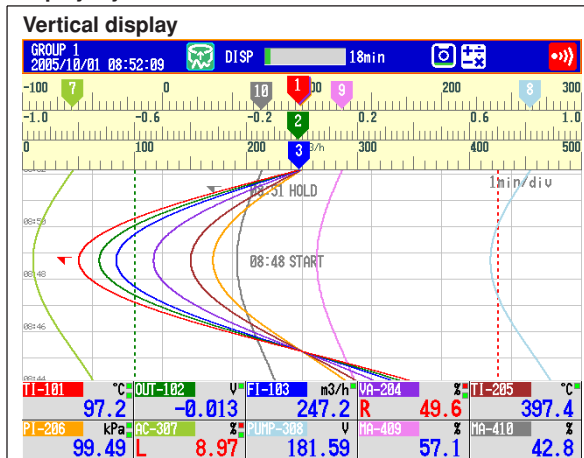 Vertical display
GROUP 1
2005/10/01 08:52:09 DISP 18min
7 10 1 9 8
-100 0 200 300
2
-1.0 -0.6 -0.2 0.2 0.6 1.0
3
0 100 200 300 400 500
1min/div
08:51 HOLD
08:50
08:48 START
08:48
08:46
08:44
TI-101 °C OUT-102 V FI-103 m3/h VA-204 % TI-205 °C
97.2 -0.013 247.2 R 49.6 397.4
PI-206 kPa AC-307 % PUMP-308 V MA-409 % MA-410 %
99.49 L 8.97 181.59 57.1 42.8